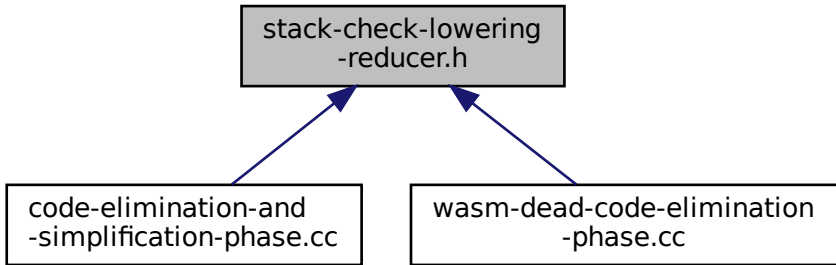 stack-check-lowering
-reducer.h
code-elimination-and
-simplification-phase.cc
wasm-dead-code-elimination
-phase.cc